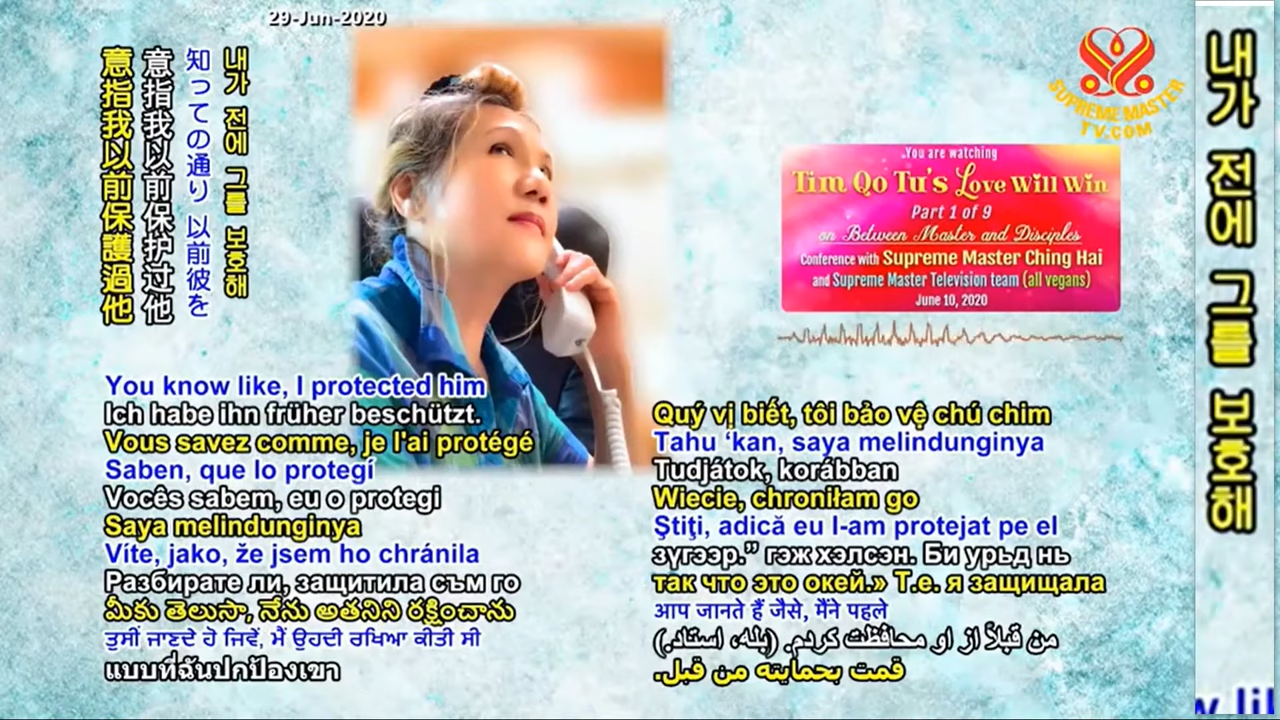 29-Jun-2020
意指我以前保護過他
意指我以前保护过他
知っての通り 以前彼を
내가 전에 그를 보호해
SUPREME MASTER
TV.COM
You are watching
Tim Qo Tu's Love Will Win
Part 1 of 9
on Between Master and Disciples
Conference with Supreme Master Ching Hai
and Supreme Master Television team (all vegans)
June 10, 2020
You know like, I protected him
Ich habe ihn früher beschützt.
Vous savez comme, je l'ai protégé
Saben, que lo protegí
Vocês sabem, eu o protegi
Saya melindunginya
Víte, jako, že jsem ho chránila
Разбирате ли, защитила съм го
మీకు తెలుసా, నేను అతనిని రక్షించాను
ਤੁਸੀਂ ਜਾਣਦੇ ਹੋ ਜਿਵੇਂ, ਮੈਂ ਉਹਦੀ ਰਖਿਆ ਕੀਤੀ ਸੀ
แบบที่ฉันปกป้องเขา
Quý vị biết, tôi bảo vệ chú chim
Tahu ‘kan, saya melindunginya
Tudjátok, korábban
Wiecie, chroniłam go
Ştiţi, adică eu l-am protejat pe el
зүгээр.” гэж хэлсэн. Би урьд нь
так что это окей.» Т.е. я защищала
आप जानते हैं जैसे, मैंने पहले
من قبلاً از او محافظت کردم. (بله، استاد.)
قمت بحمايته من قبل.
내가 전에 그를 보호해
w lik